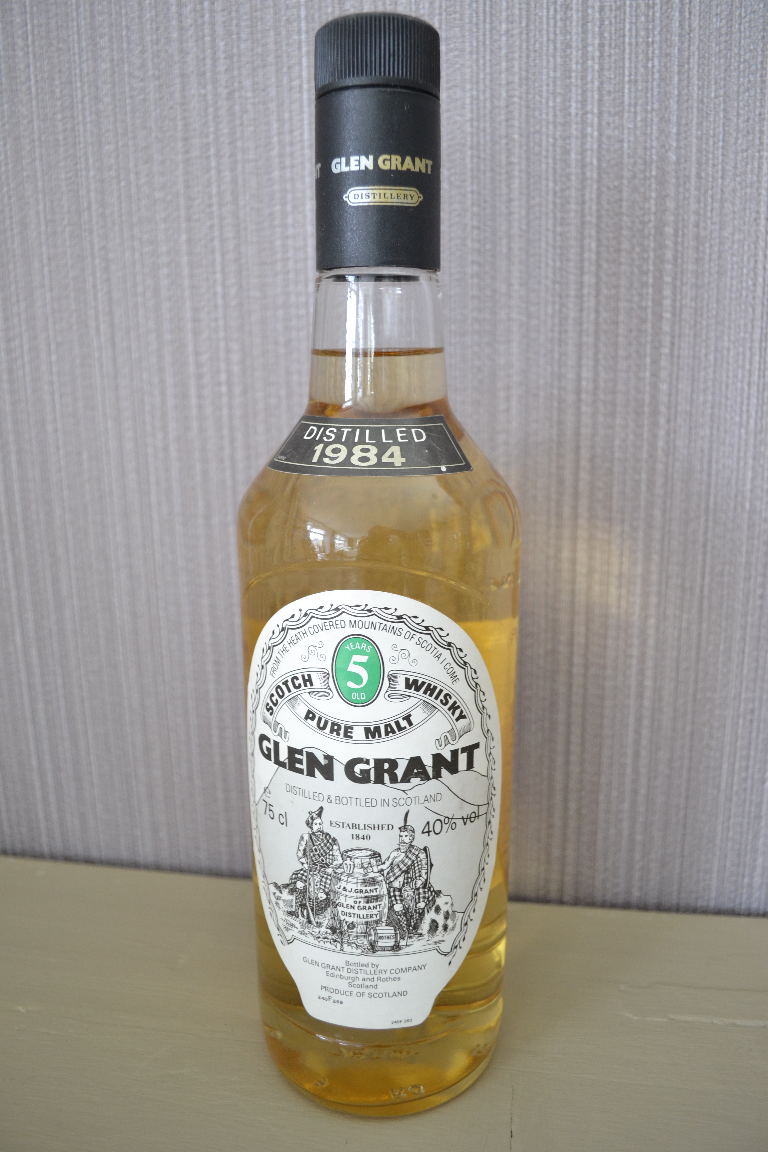 GLEN GRANT
DISTILLERY
DISTILLED
1984
FROM THE HEATH COVERED MOUNTAINS OF SCOTIA I COME
YEARS
5
OLD
SCOTCH WHISKY
PURE MALT
GLEN GRANT
DISTILLED & BOTTLED IN SCOTLAND
75 cl
40% vol
ESTABLISHED
1840
J & J. GRANT
OF
GLEN GRANT
DISTILLERY
Bottled by
GLEN GRANT DISTILLERY COMPANY
Edinburgh and Rothes
Scotland
PRODUCE OF SCOTLAND